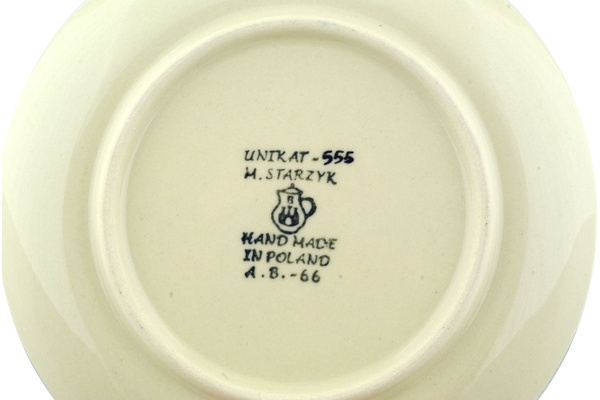 UNIKAT-555
M. STARZYK
B
HAND MADE
IN POLAND
A.B.-66